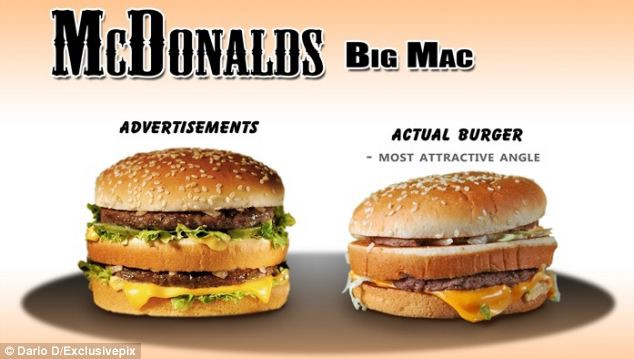 McDonalds Big Mac
ADVERTISEMENTS
ACTUAL BURGER
- MOST ATTRACTIVE ANGLE
© Dario D/Exclusivepix